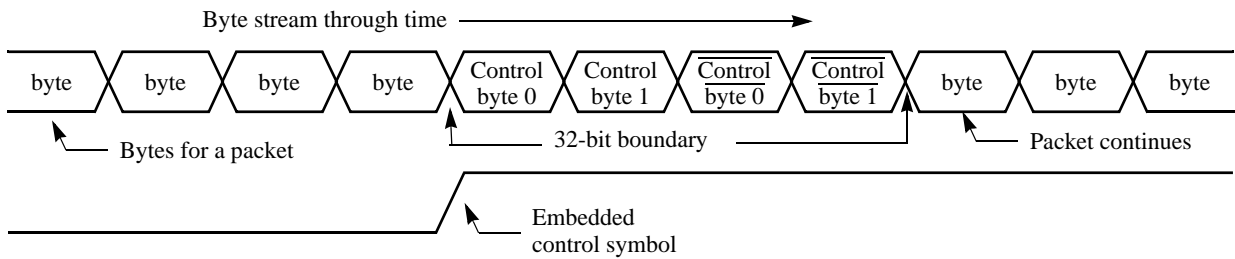 Byte stream through time
byte byte byte byte Control byte 0 Control byte 1 Control byte 0 Control byte 1 byte byte byte
Bytes for a packet
32-bit boundary
Packet continues
Embedded
control symbol